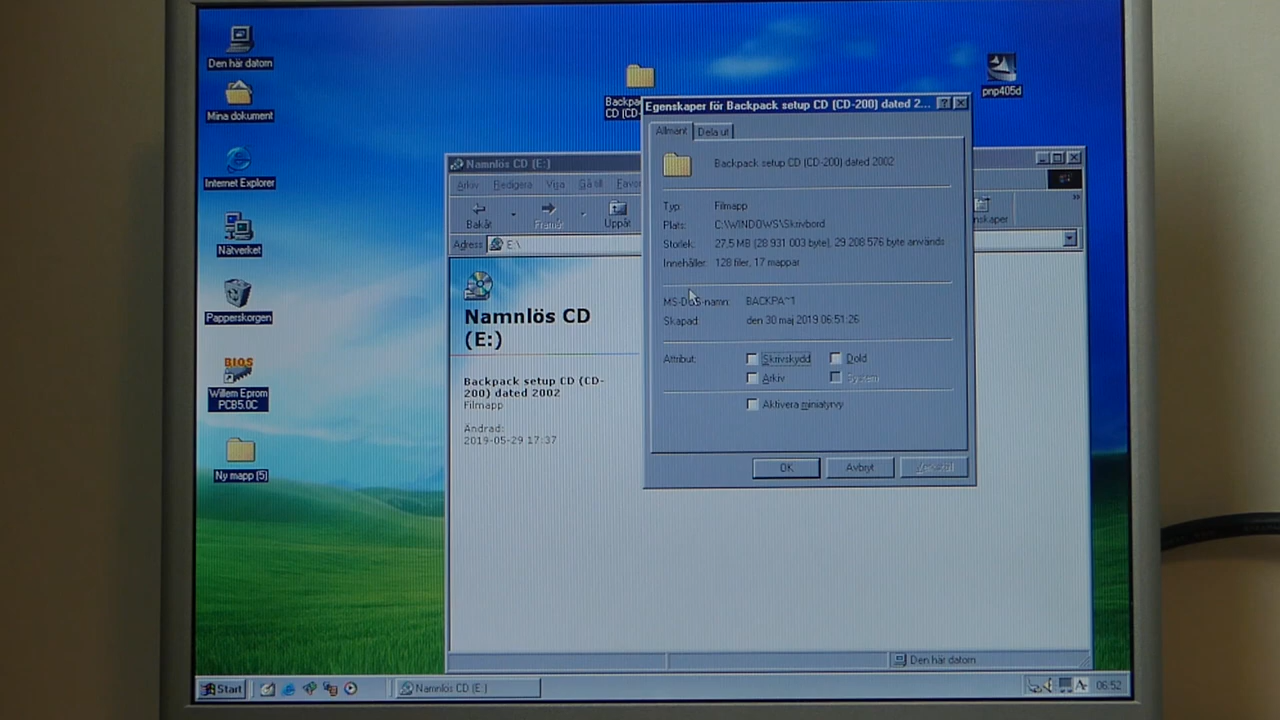 Den här datorn
Mina dokument
Internet Explorer
Nätverket
Papperskorgen
BIOS
Willem Eprom
PCB5.0C
Ny mapp (5)
Backpa
CD (CD-
pnp405d
Namnlös CD (E:)
Arkiv Redigera Visa Gå till Favor
Bakåt Framåt Uppåt
nskaper
»
Adress E:\
Namnlös CD
(E:)
Backpack setup CD (CD-
200) dated 2002
Filmapp
Ändrad:
2019-05-29 17:37
Den här datorn
Egenskaper för Backpack setup CD (CD-200) dated 2...
Allmänt Dela ut
Backpack setup CD (CD-200) dated 2002
Typ: Filmapp
Plats: C:\WINDOWS\Skrivbord
Storlek: 27,5 MB (28 931 003 byte), 29 208 576 byte används
Innehåller: 128 filer, 17 mappar
MS-DOS-namn: BACKPA~1
Skapad: den 30 maj 2019 06:51:26
Attribut: Skrivskydd Dold
Arkiv System
Aktivera miniatyrvy
OK Avbryt Verkställ
Start
Namnlös CD (E:)
06:52